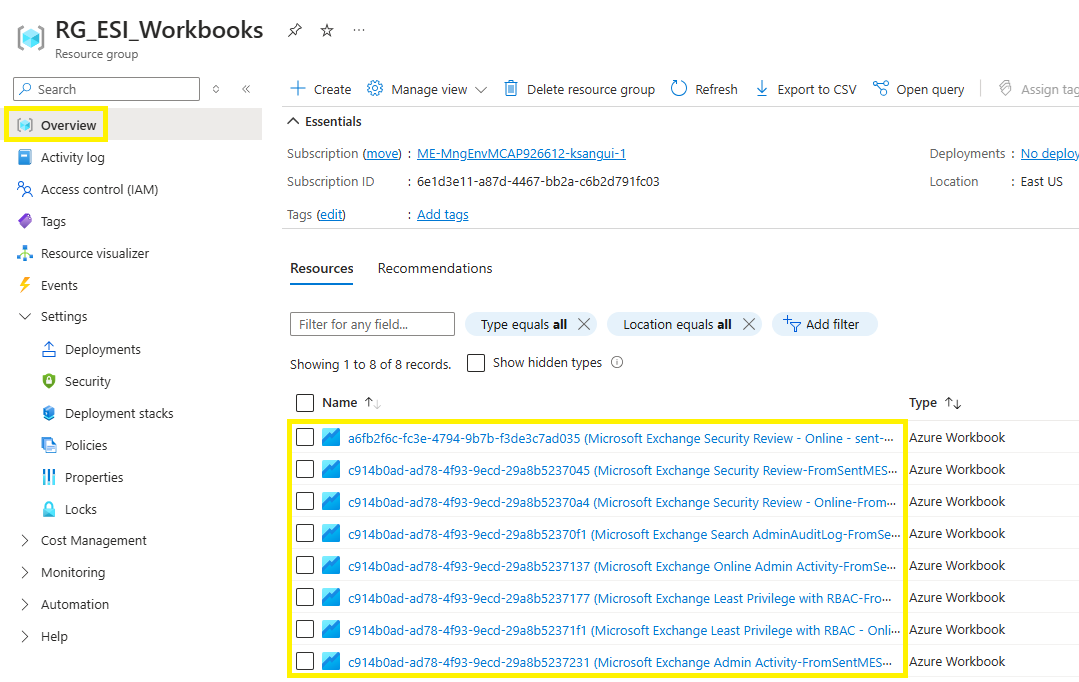 RG_ESI_Workbooks
Resource group
Search
Overview
Activity log
Access control (IAM)
Tags
Resource visualizer
Events
Settings
Deployments
Security
Deployment stacks
Policies
Properties
Locks
Cost Management
Monitoring
Automation
Help
Create Manage view Delete resource group Refresh Export to CSV Open query Assign tag
Essentials
Subscription (move) : ME-MngEnvMCAP926612-ksangui-1 Deployments : No deploy
Subscription ID : 6e1d3e11-a87d-4467-bb2a-c6b2d791fc03 Location : East US
Tags (edit) : Add tags
Resources Recommendations
Filter for any field... Type equals all Location equals all Add filter
Showing 1 to 8 of 8 records. Show hidden types
Name Type
a6fb2f6c-fc3e-4794-9b7b-f3de3c7ad035 (Microsoft Exchange Security Review - Online - sent-... Azure Workbook
c914b0ad-ad78-4f93-9ecd-29a8b5237045 (Microsoft Exchange Security Review-FromSentMES... Azure Workbook
c914b0ad-ad78-4f93-9ecd-29a8b52370a4 (Microsoft Exchange Security Review - Online-From... Azure Workbook
c914b0ad-ad78-4f93-9ecd-29a8b52370f1 (Microsoft Exchange Search AdminAuditLog-FromSe... Azure Workbook
c914b0ad-ad78-4f93-9ecd-29a8b5237137 (Microsoft Exchange Online Admin Activity-FromSe... Azure Workbook
c914b0ad-ad78-4f93-9ecd-29a8b5237177 (Microsoft Exchange Least Privilege with RBAC-Fro... Azure Workbook
c914b0ad-ad78-4f93-9ecd-29a8b52371f1 (Microsoft Exchange Least Privilege with RBAC - Onli... Azure Workbook
c914b0ad-ad78-4f93-9ecd-29a8b5237231 (Microsoft Exchange Admin Activity-FromSentMES... Azure Workbook